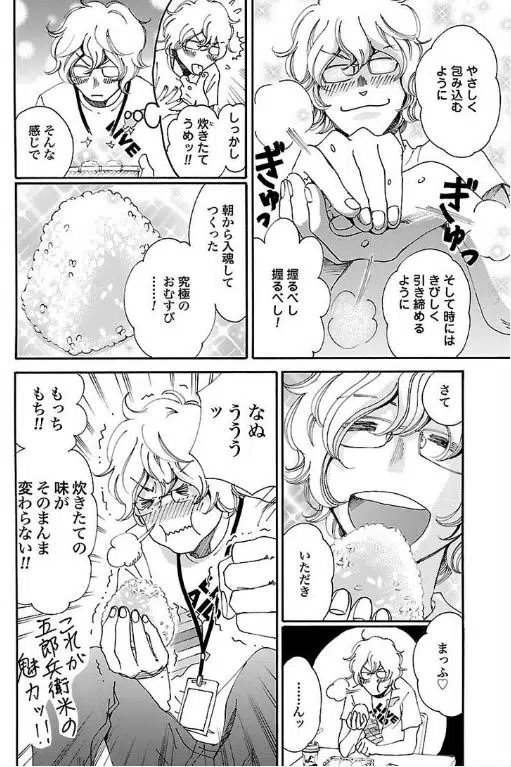 やさしく
包み込む
ように
ぎゅっ
ぎゅっ
そして時には
きびしく
引き締める
ように
握るべし
握るべし!
しっかし
炊きたて
うめッ!!
そんな
感じで
LIVE
朝から入魂して
つくった
究極の
おむすび
……!
さて
いただき
まっふ♡
……んッ
LIVE
なぬ
ううう
ッ
もっち
もち!!
炊きたての
味が
そのまんま
変わらない!!
これが
五郎兵衛米の
魅力ッ!!